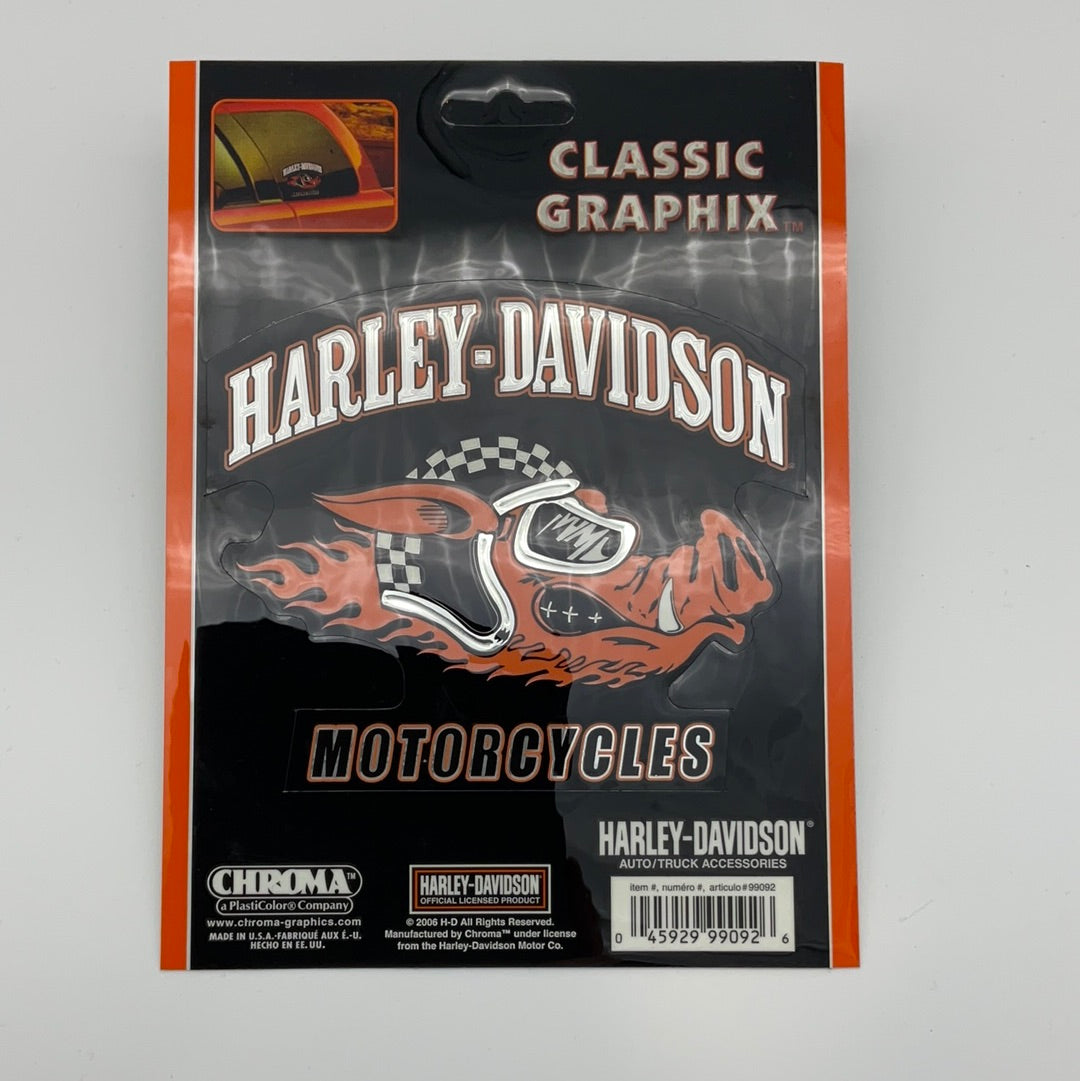 CLASSIC
GRAPHIX™
HARLEY-DAVIDSON
HARLEY-DAVIDSON®
MOTORCYCLES
HARLEY-DAVIDSON®
AUTO/TRUCK ACCESSORIES
item #, numéro #, articulo#99092
0 45929 99092 6
CHROMA™
a PlastiColor® Company
www.chroma-graphics.com
MADE IN U.S.A.-FABRIQUÉ AUX É.-U.
HECHO EN EE. UU.
HARLEY-DAVIDSON®
OFFICIAL LICENSED PRODUCT
© 2006 H-D All Rights Reserved.
Manufactured by Chroma™ under license
from the Harley-Davidson Motor Co.